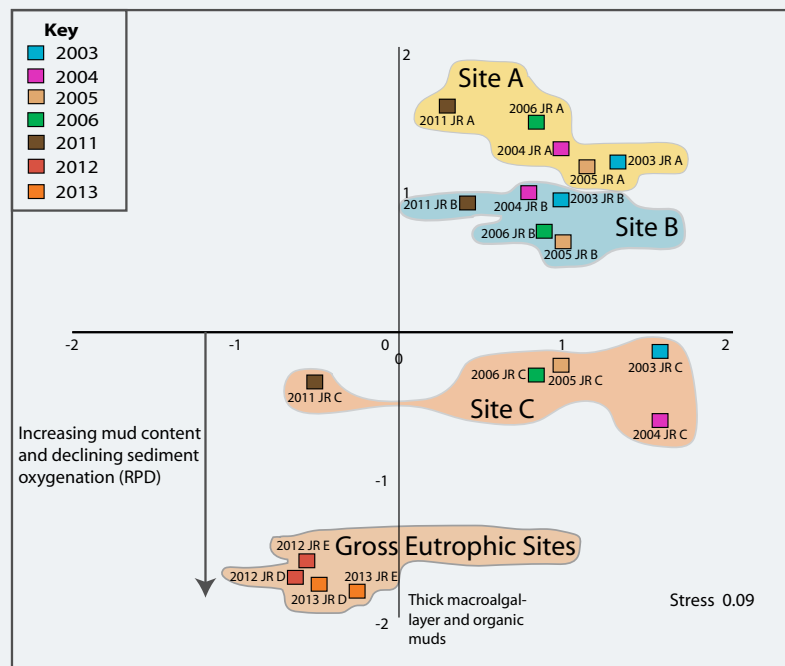 Key
2003
2004
2005
2006
2011
2012
2013
2
Site A
2006 JR A
2011 JR A
2004 JR A
2003 JR A
2005 JR A
1
2011 JR B
2004 JR B
2003 JR B
Site B
2006 JR B
2005 JR B
-2
-1
0
0
1
2
2003 JR C
2006 JR C
2005 JR C
2011 JR C
Site C
2004 JR C
Increasing mud content
and declining sediment
oxygenation (RPD)
-1
2012 JR E
Gross Eutrophic Sites
2012 JR D
2013 JR E
2013 JR D
Thick macroalgal-
layer and organic
muds
Stress 0.09
-2